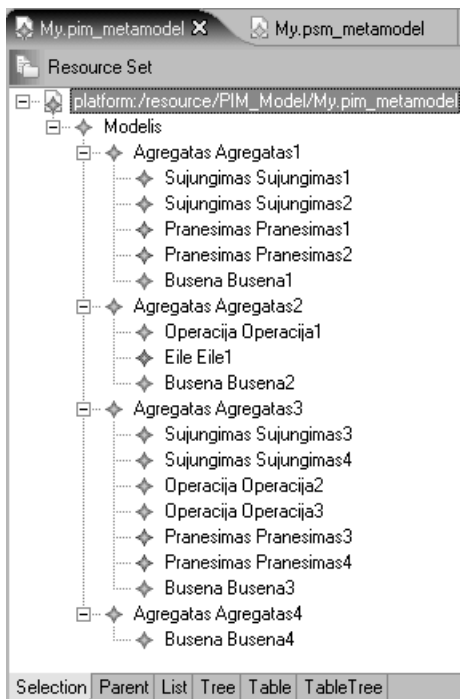 My.pim_metamodel My.psm_metamodel
Resource Set
platform:/resource/PIM_Model/My.pim_metamodel
Modelis
Agregatas Agregatas1
Sujungimas Sujungimas1
Sujungimas Sujungimas2
Pranesimas Pranesimas1
Pranesimas Pranesimas2
Busena Busena1
Agregatas Agregatas2
Operacija Operacija1
Eile Eile1
Busena Busena2
Agregatas Agregatas3
Sujungimas Sujungimas3
Sujungimas Sujungimas4
Operacija Operacija2
Operacija Operacija3
Pranesimas Pranesimas3
Pranesimas Pranesimas4
Busena Busena3
Agregatas Agregatas4
Busena Busena4
Selection Parent List Tree Table TableTree